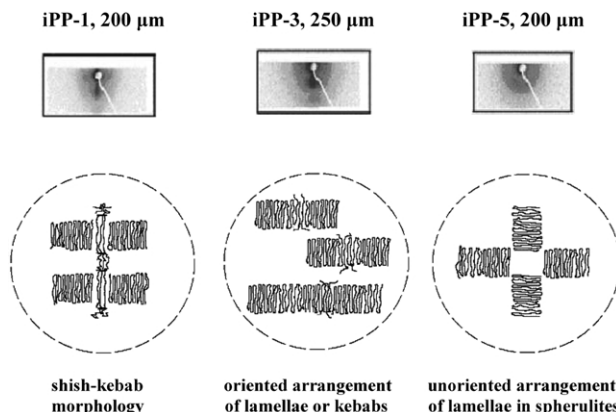 iPP-1, 200 μm
iPP-3, 250 μm
iPP-5, 200 μm
shish-kebab
morphology
oriented arrangement
of lamellae or kebabs
unoriented arrangement
of lamellae in spherulites